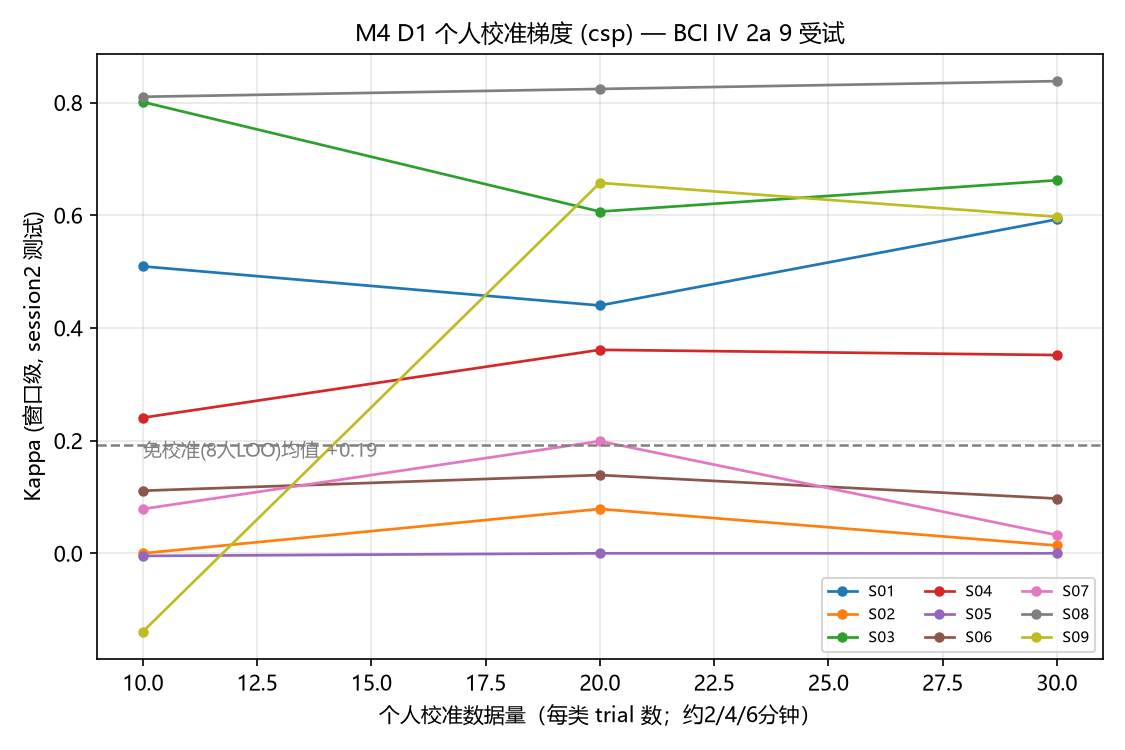 M4 D1 个人校准梯度 (csp) — BCI IV 2a 9 受试
Kappa (窗口级, session2 测试)
0.8
0.6
0.4
0.2
0.0
免校准(8人LOO)均值 +0.19
S01
S02
S03
S04
S05
S06
S07
S08
S09
10.0 12.5 15.0 17.5 20.0 22.5 25.0 27.5 30.0
个人校准数据量（每类 trial 数；约2/4/6分钟）